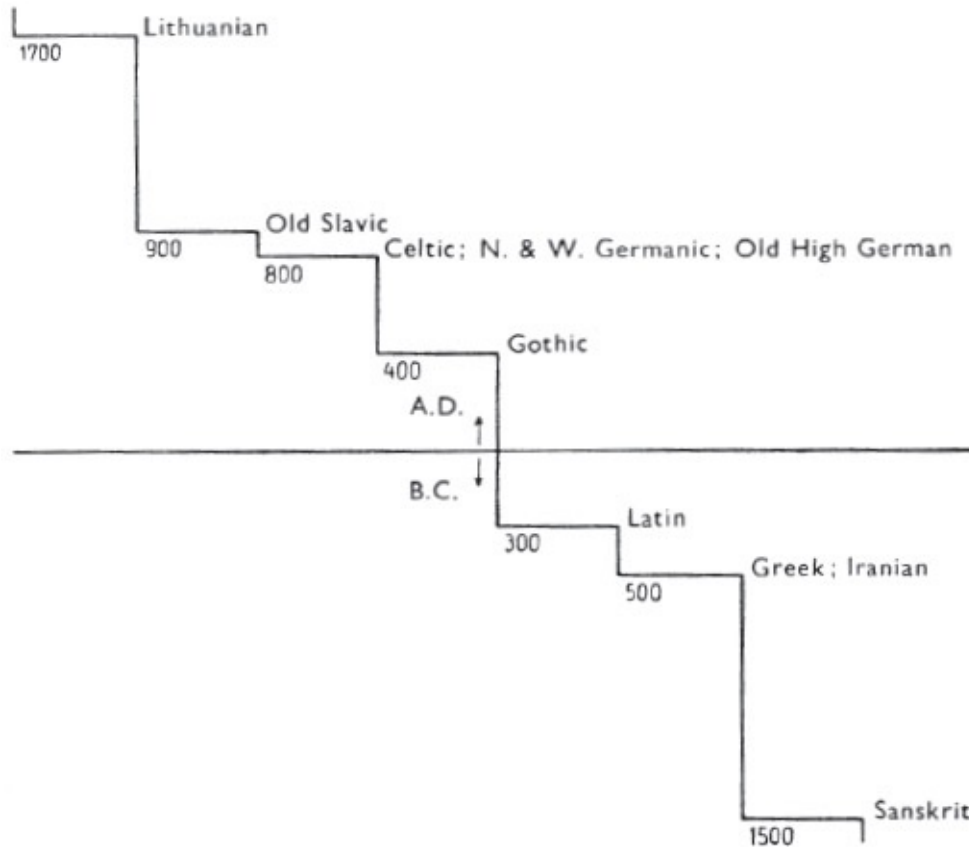 Lithuanian
1700
Old Slavic
900
Celtic; N. & W. Germanic; Old High German
800
Gothic
400
A.D.
B.C.
Latin
300
Greek; Iranian
500
Sanskrit
1500